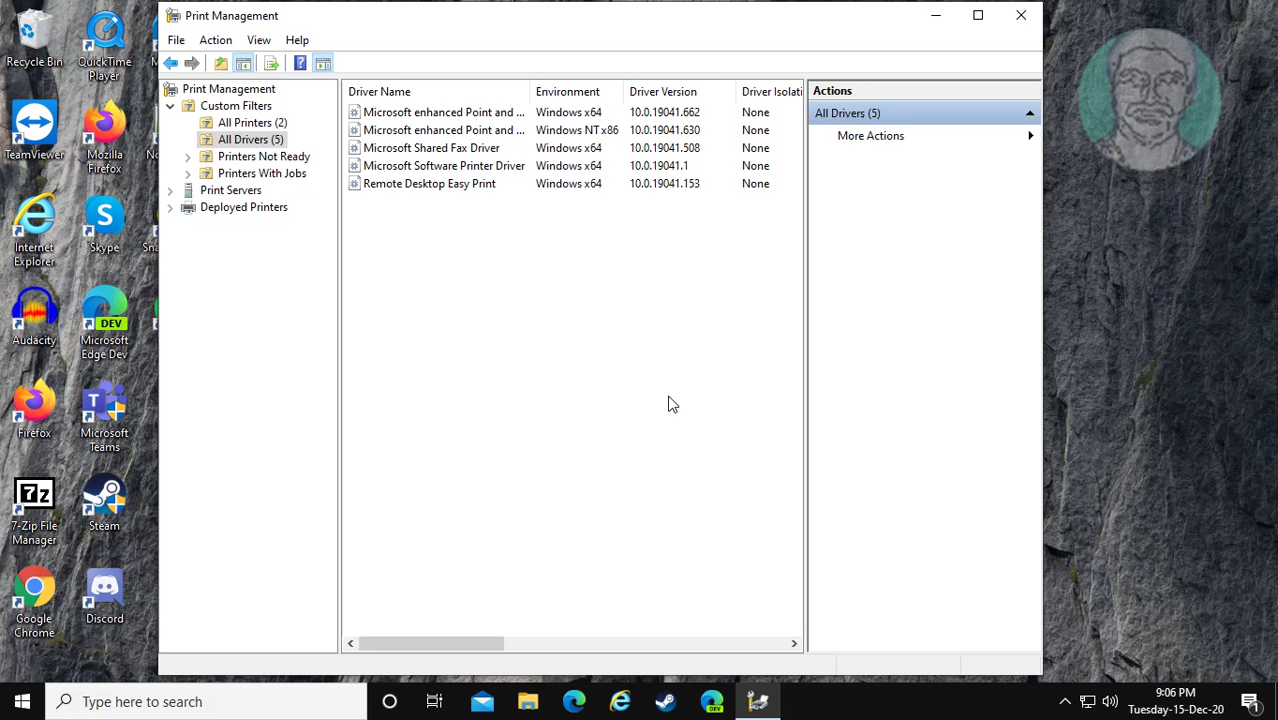 Print Management
File Action View Help
Print Management
Custom Filters
All Printers (2)
All Drivers (5)
Printers Not Ready
Printers With Jobs
Print Servers
Deployed Printers
Driver Name Environment Driver Version Driver Isolati
Microsoft enhanced Point and ... Windows x64 10.0.19041.662 None
Microsoft enhanced Point and ... Windows NT x86 10.0.19041.630 None
Microsoft Shared Fax Driver Windows x64 10.0.19041.508 None
Microsoft Software Printer Driver Windows x64 10.0.19041.1 None
Remote Desktop Easy Print Windows x64 10.0.19041.153 None
Actions
All Drivers (5)
More Actions
Recycle Bin
QuickTime
Player
TeamViewer
Mozilla
Firefox
Internet
Explorer
Skype
Audacity
DEV
Microsoft
Edge Dev
Firefox
Microsoft
Teams
7z
7-Zip File
Manager
Steam
Google
Chrome
Discord
Type here to search
DEV
9:06 PM
Tuesday-15-Dec-20
1